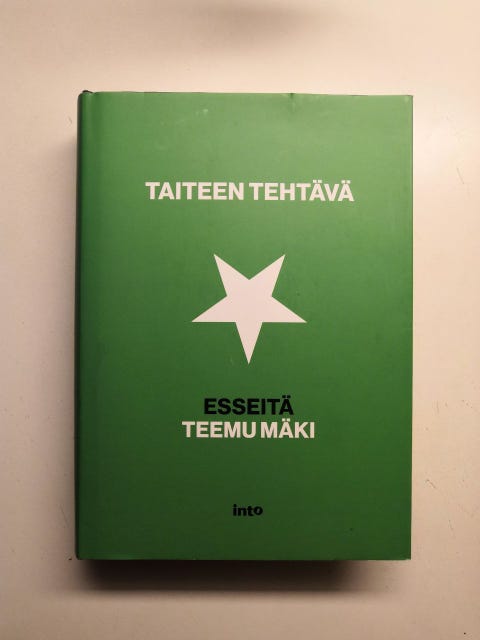 TAITEEN TEHTÄVÄ
ESSEITÄ
TEEMU MÄKI
into